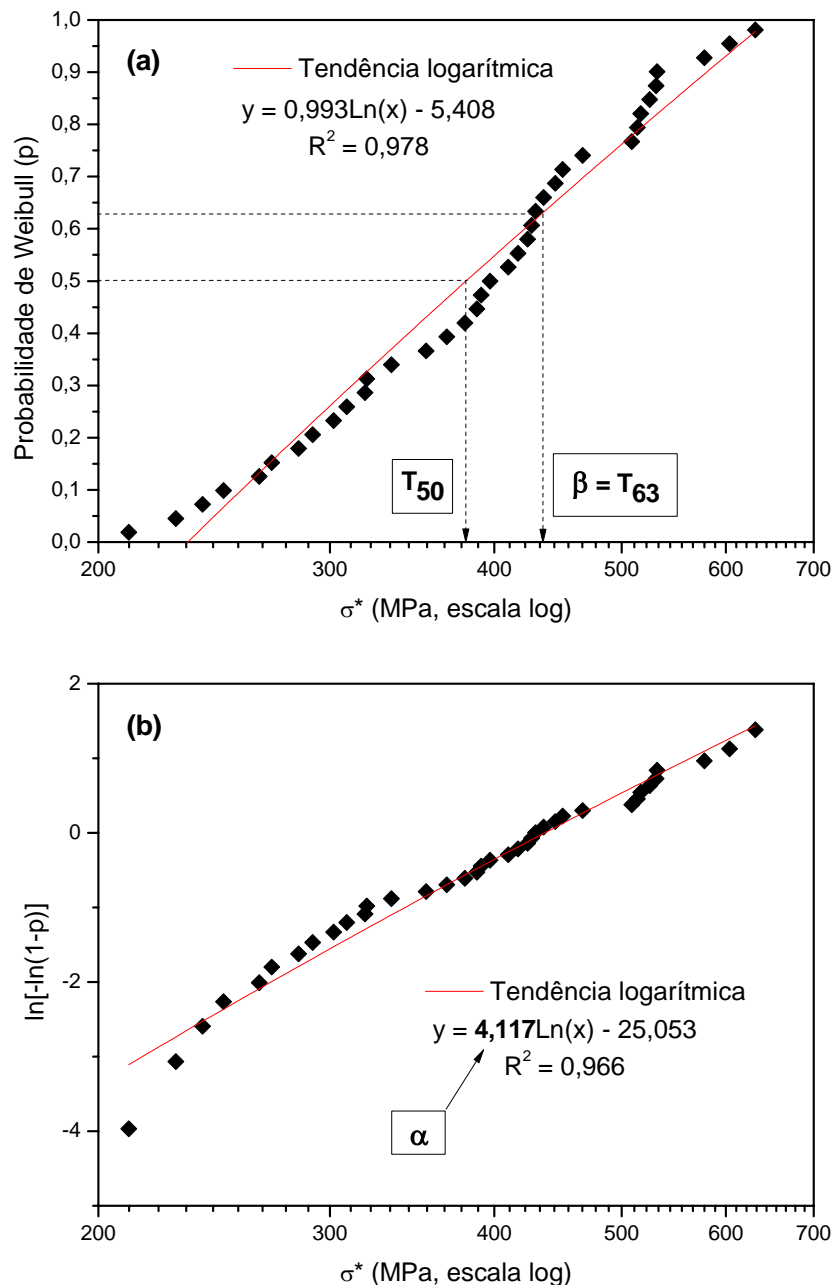 1,0
0,9
0,8
0,7
0,6
0,5
0,4
0,3
0,2
0,1
0,0
Probabilidade de Weibull (p)
(a)
Tendência logarítmica
y = 0,993Ln(x) - 5,408
R² = 0,978
T50
β = T63
200 300 400 500 600 700
σ* (MPa, escala log)
2
0
-2
-4
ln[-ln(1-p)]
(b)
Tendência logarítmica
y = 4,117Ln(x) - 25,053
R² = 0,966
α
200 300 400 500 600 700
σ* (MPa, escala log)